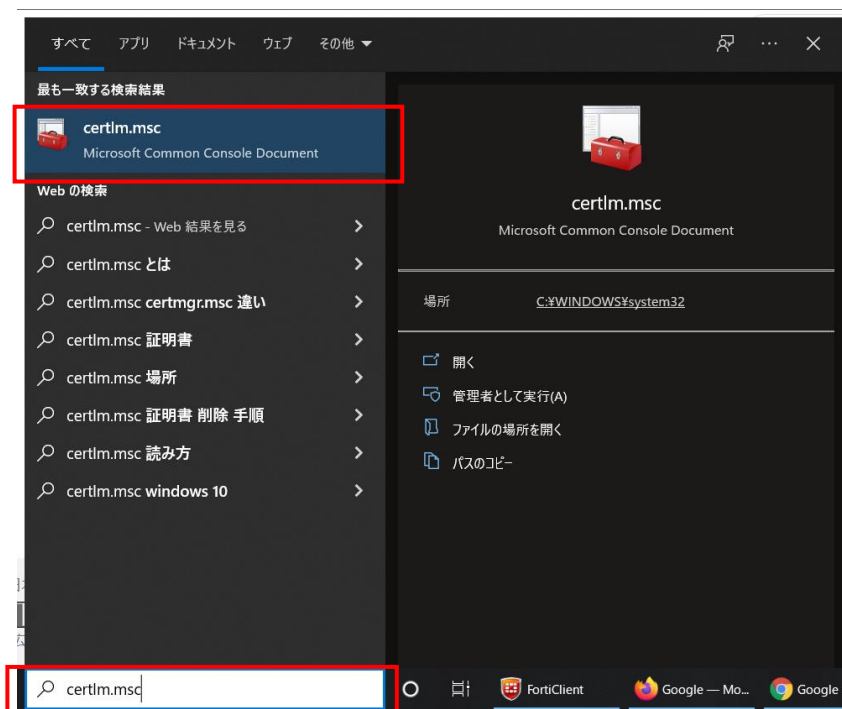 すべて アプリ ドキュメント ウェブ その他 ▼ ··· ×
最も一致する検索結果
certlm.msc
Microsoft Common Console Document
Web の検索
certlm.msc - Web 結果を見る
certlm.msc とは
certlm.msc certmgr.msc 違い
certlm.msc 証明書
certlm.msc 場所
certlm.msc 証明書 削除 手順
certlm.msc 読み方
certlm.msc windows 10
certlm.msc
Microsoft Common Console Document
場所 C:¥WINDOWS¥system32
開く
管理者として実行(A)
ファイルの場所を開く
パスのコピー
certlm.msc
FortiClient
Google — Mo...
Google